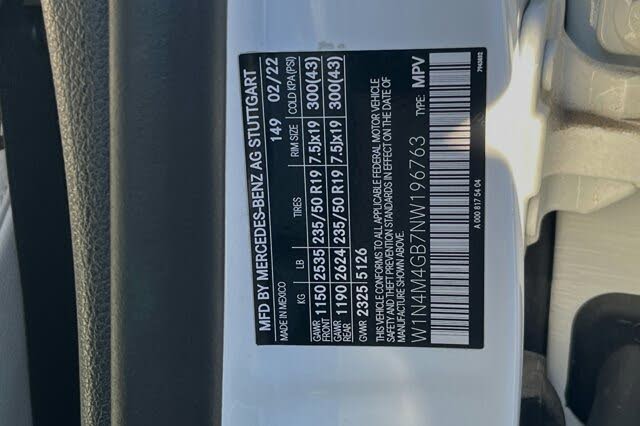 MFD BY MERCEDES-BENZ AG STUTTGART
MADE IN MEXICO 149 02/22
KG LB TIRES RIM SIZE COLD KPA (PSI)
GAWR FRONT 1150 2535 235/50 R19 7.5Jx19 300(43)
GAWR REAR 1190 2624 235/50 R19 7.5Jx19 300(43)
GVWR 2325 5126
THIS VEHICLE CONFORMS TO ALL APPLICABLE FEDERAL MOTOR VEHICLE
SAFETY AND THEFT PREVENTION STANDARDS IN EFFECT ON THE DATE OF
MANUFACTURE SHOWN ABOVE.
W1N4M4GB7NW196763 TYPE: MPV
A 000 817 54 04